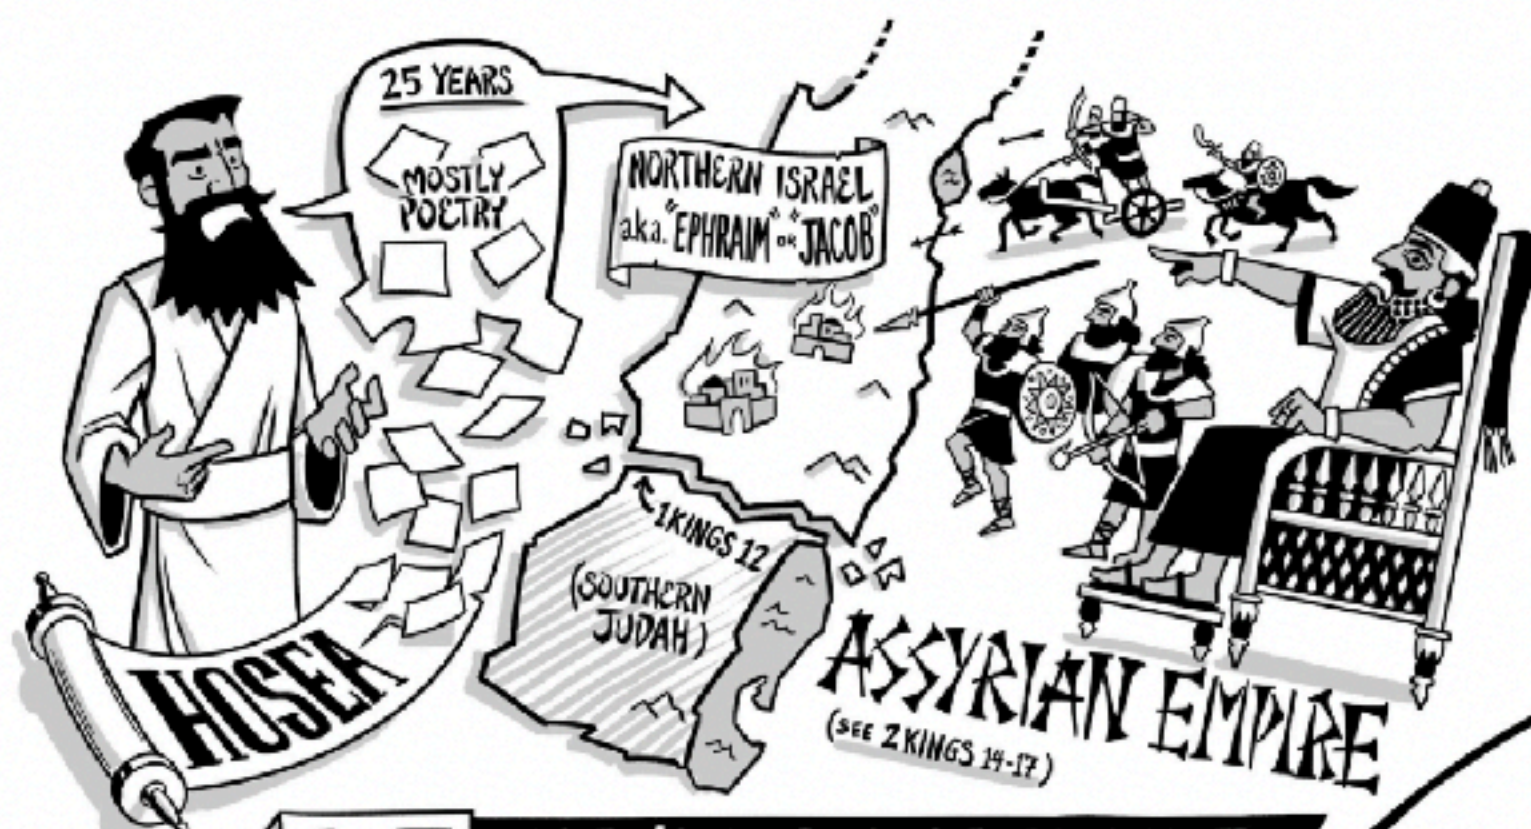 25 YEARS
MOSTLY
POETRY
NORTHERN ISRAEL
a.k.a. "EPHRAIM" OR "JACOB"
1 KINGS 12
(SOUTHERN
JUDAH)
HOSEA
ASSYRIAN EMPIRE
(SEE 2 KINGS 14-17)